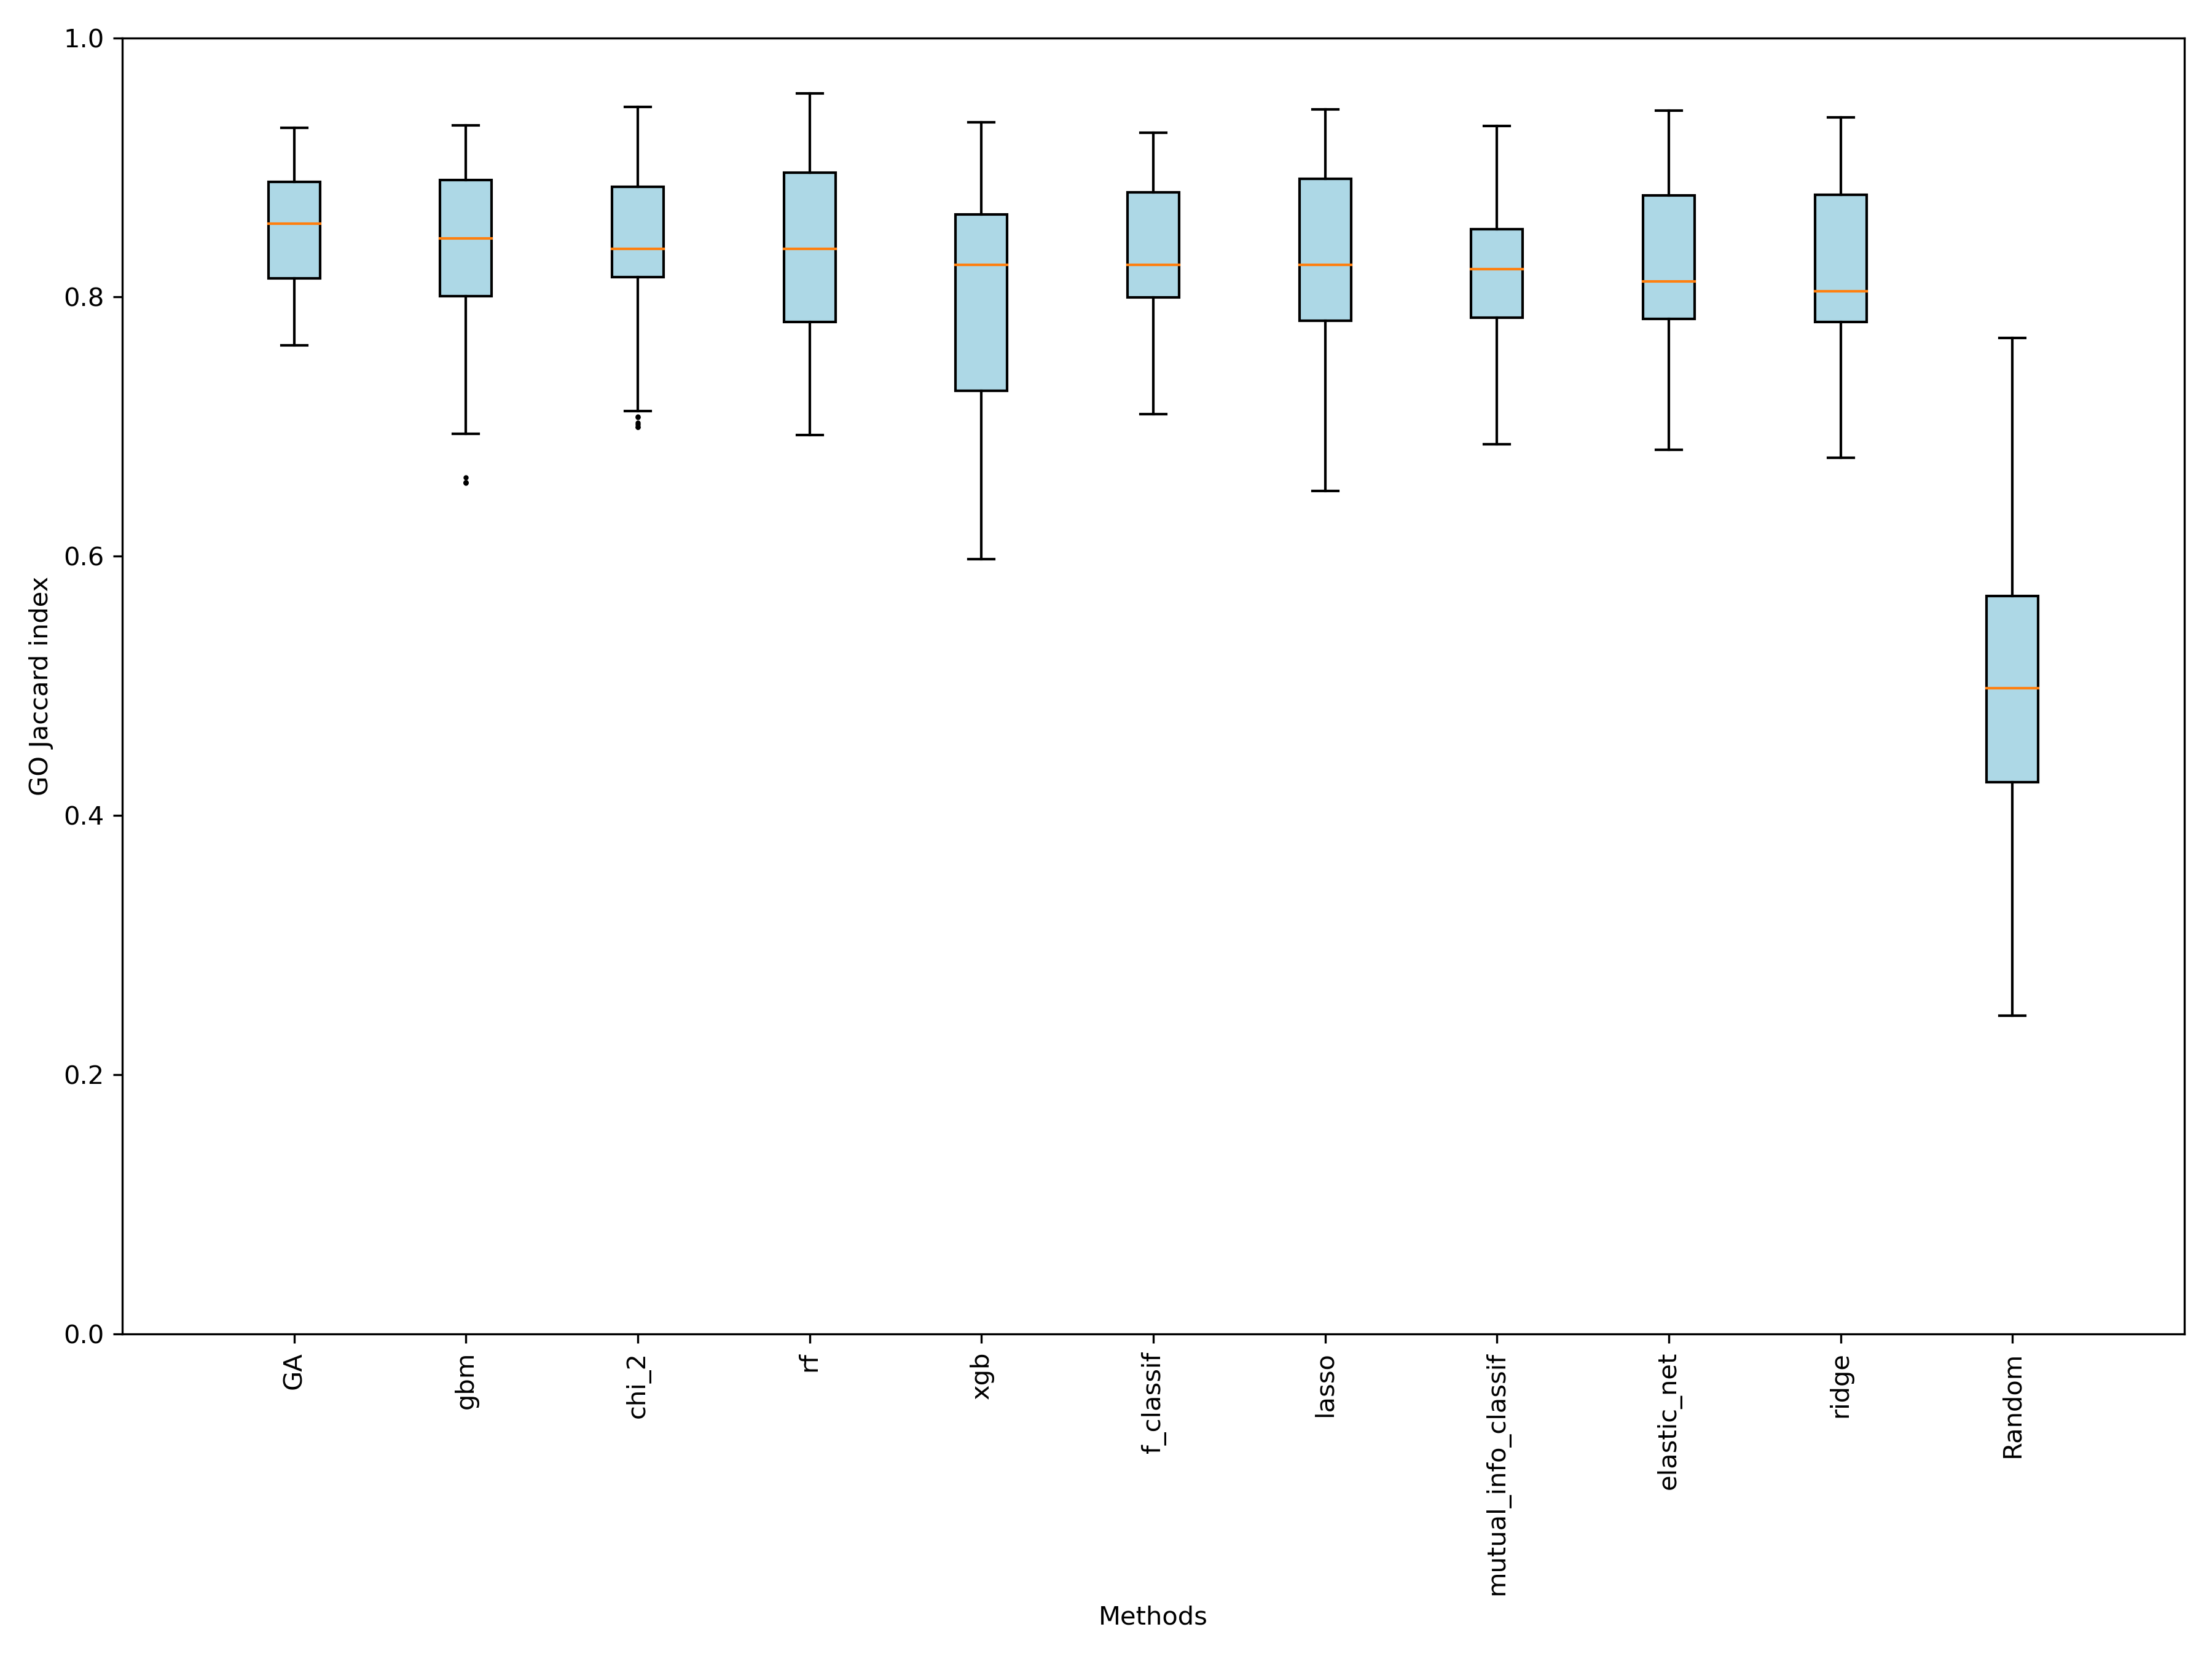 1.0
0.8
0.6
0.4
0.2
0.0
GO Jaccard index
GA
gbm
chi_2
rf
xgb
f_classif
lasso
mutual_info_classif
elastic_net
ridge
Random
Methods